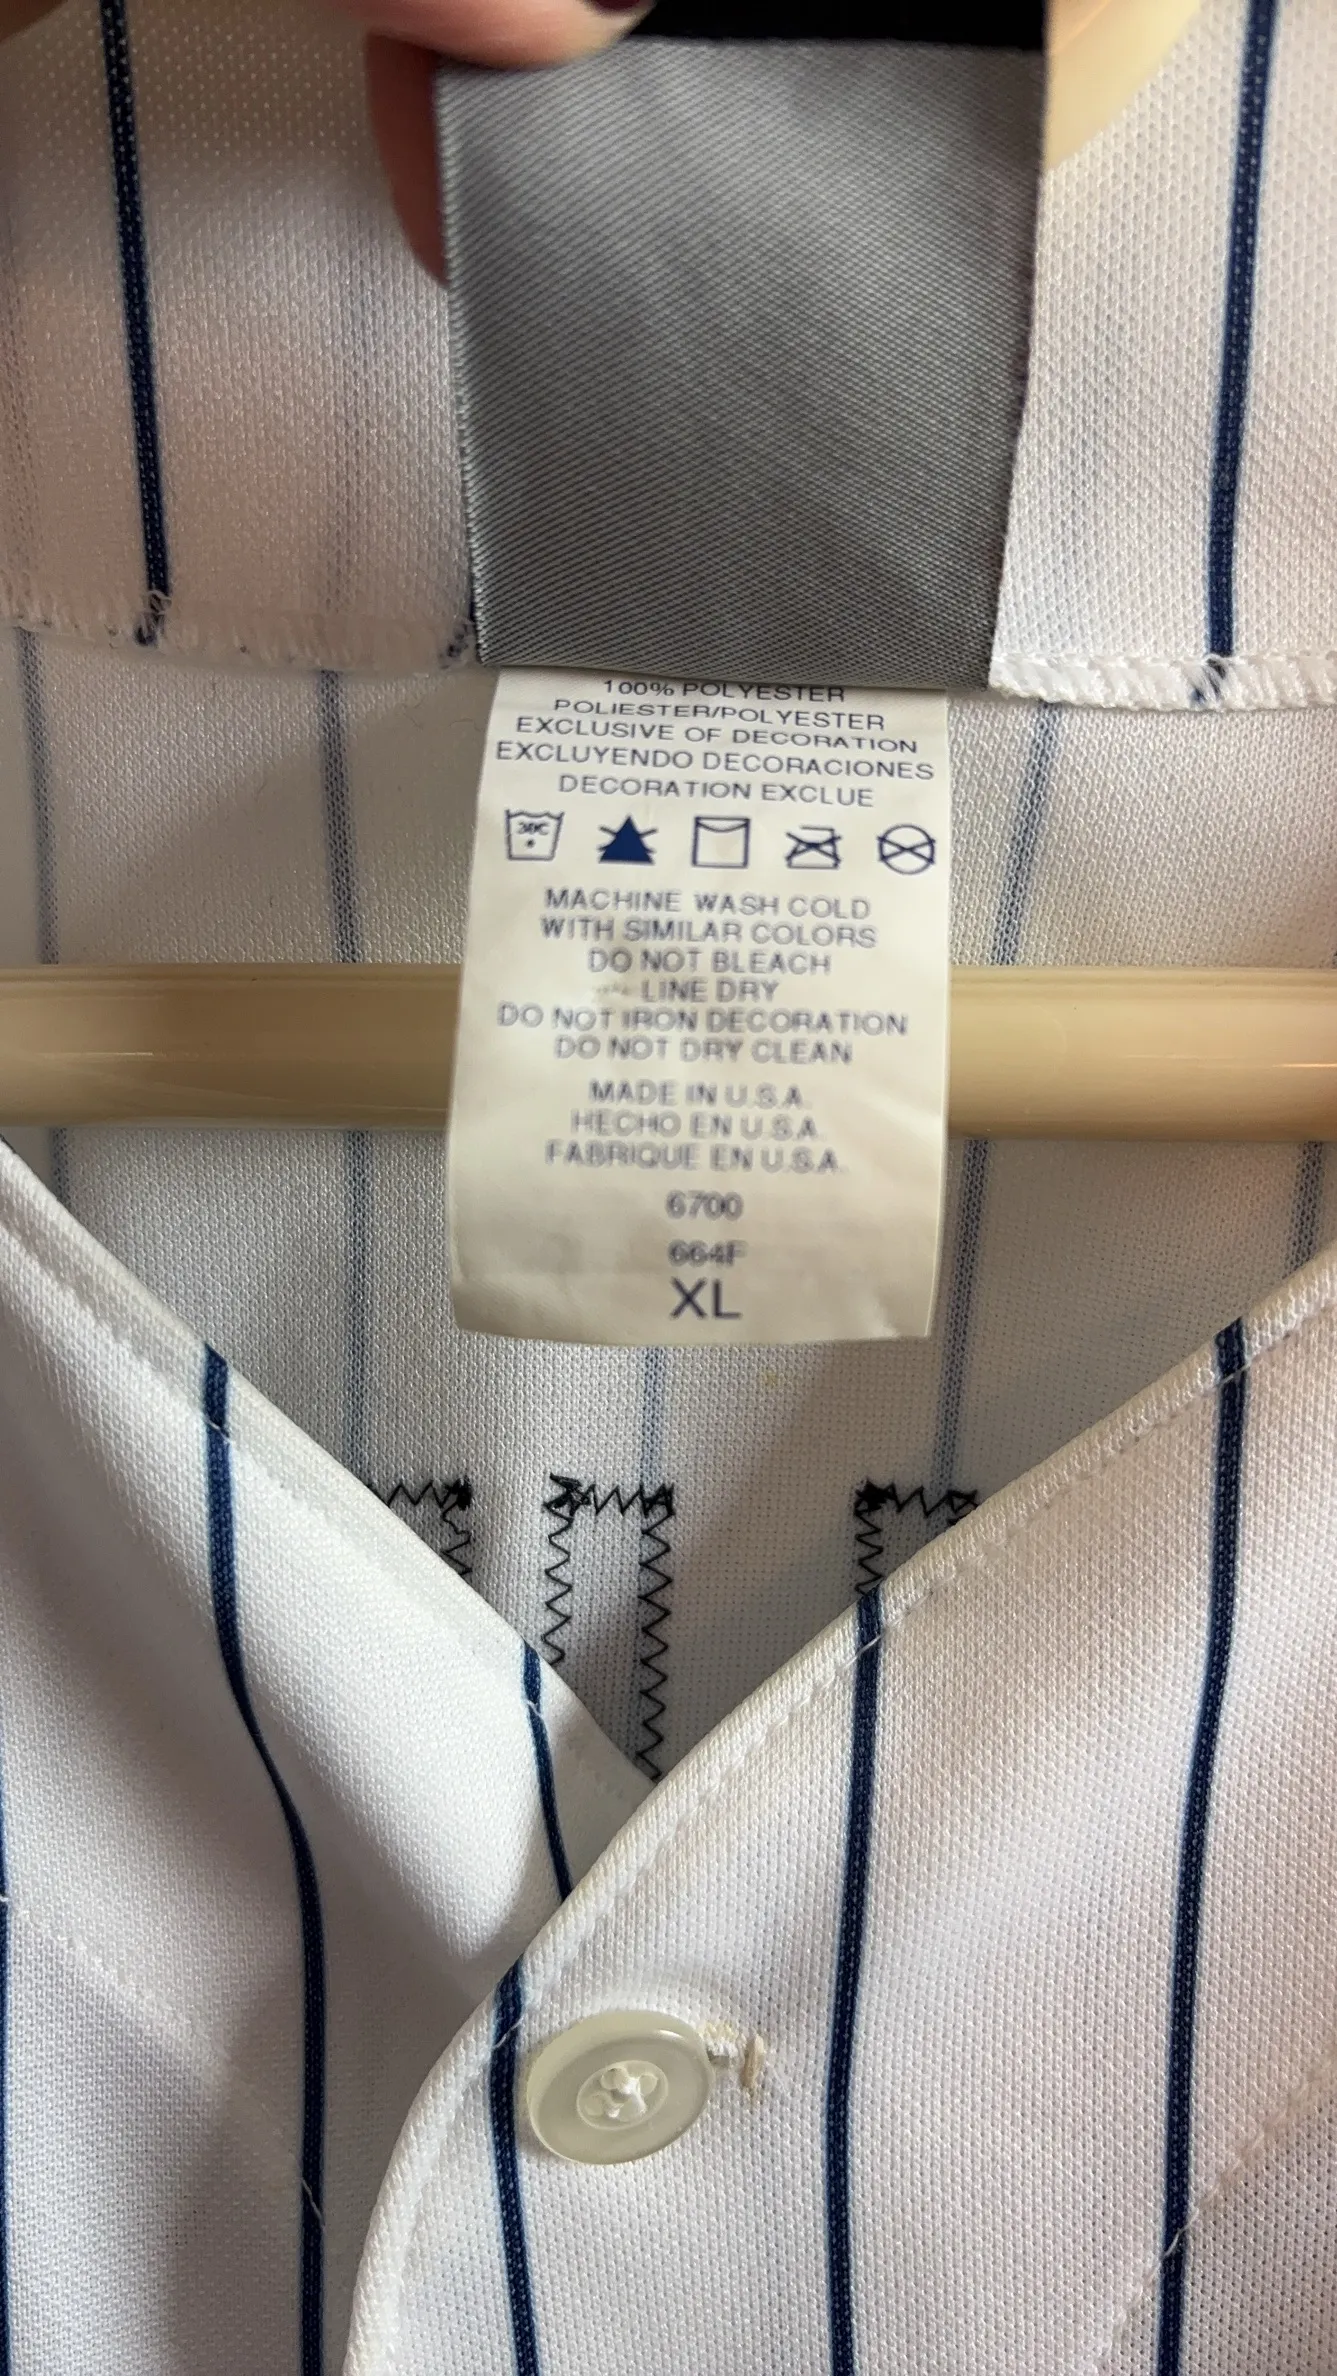 100% POLYESTER
POLIESTER/POLYESTER
EXCLUSIVE OF DECORATION
EXCLUYENDO DECORACIONES
DECORATION EXCLUE
30C
MACHINE WASH COLD
WITH SIMILAR COLORS
DO NOT BLEACH
LINE DRY
DO NOT IRON DECORATION
DO NOT DRY CLEAN
MADE IN U.S.A.
HECHO EN U.S.A.
FABRIQUE EN U.S.A.
6700
664F
XL